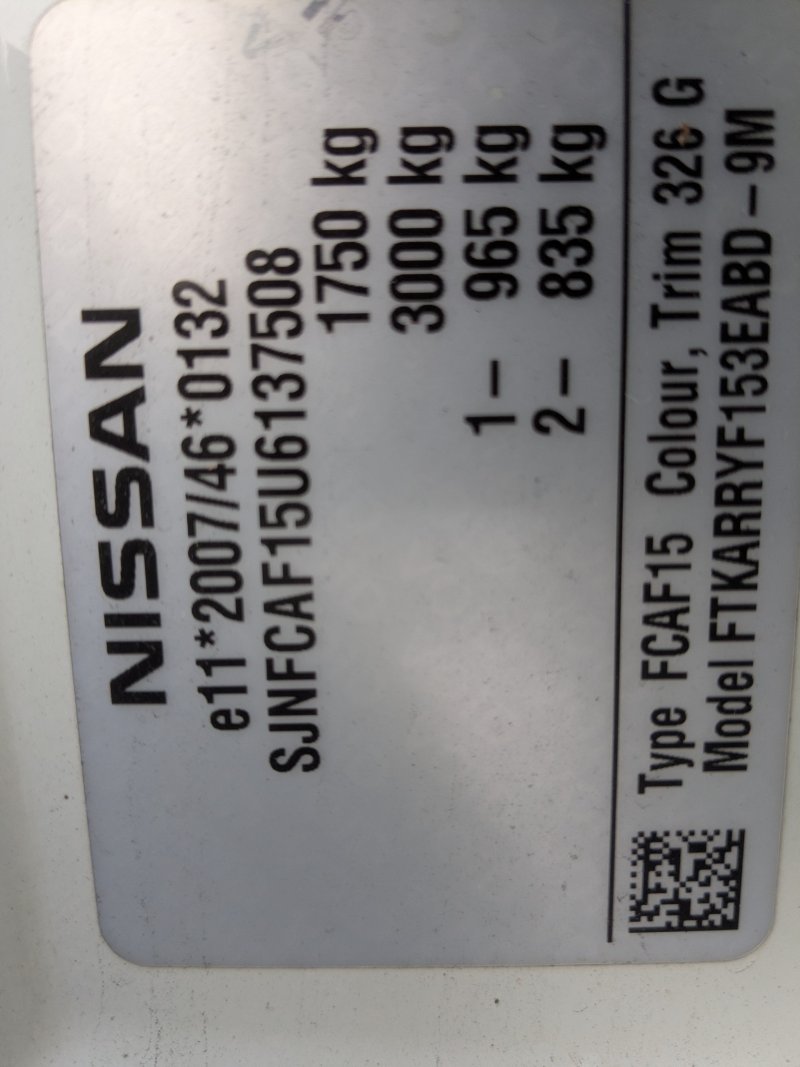 NISSAN
e11*2007/46*0132
SJNFCAF15U6137508
1750 kg
3000 kg
1– 965 kg
2– 835 kg
Type FCAF15 Colour, Trim 326 G
Model FTKARRYF153EABD – 9M